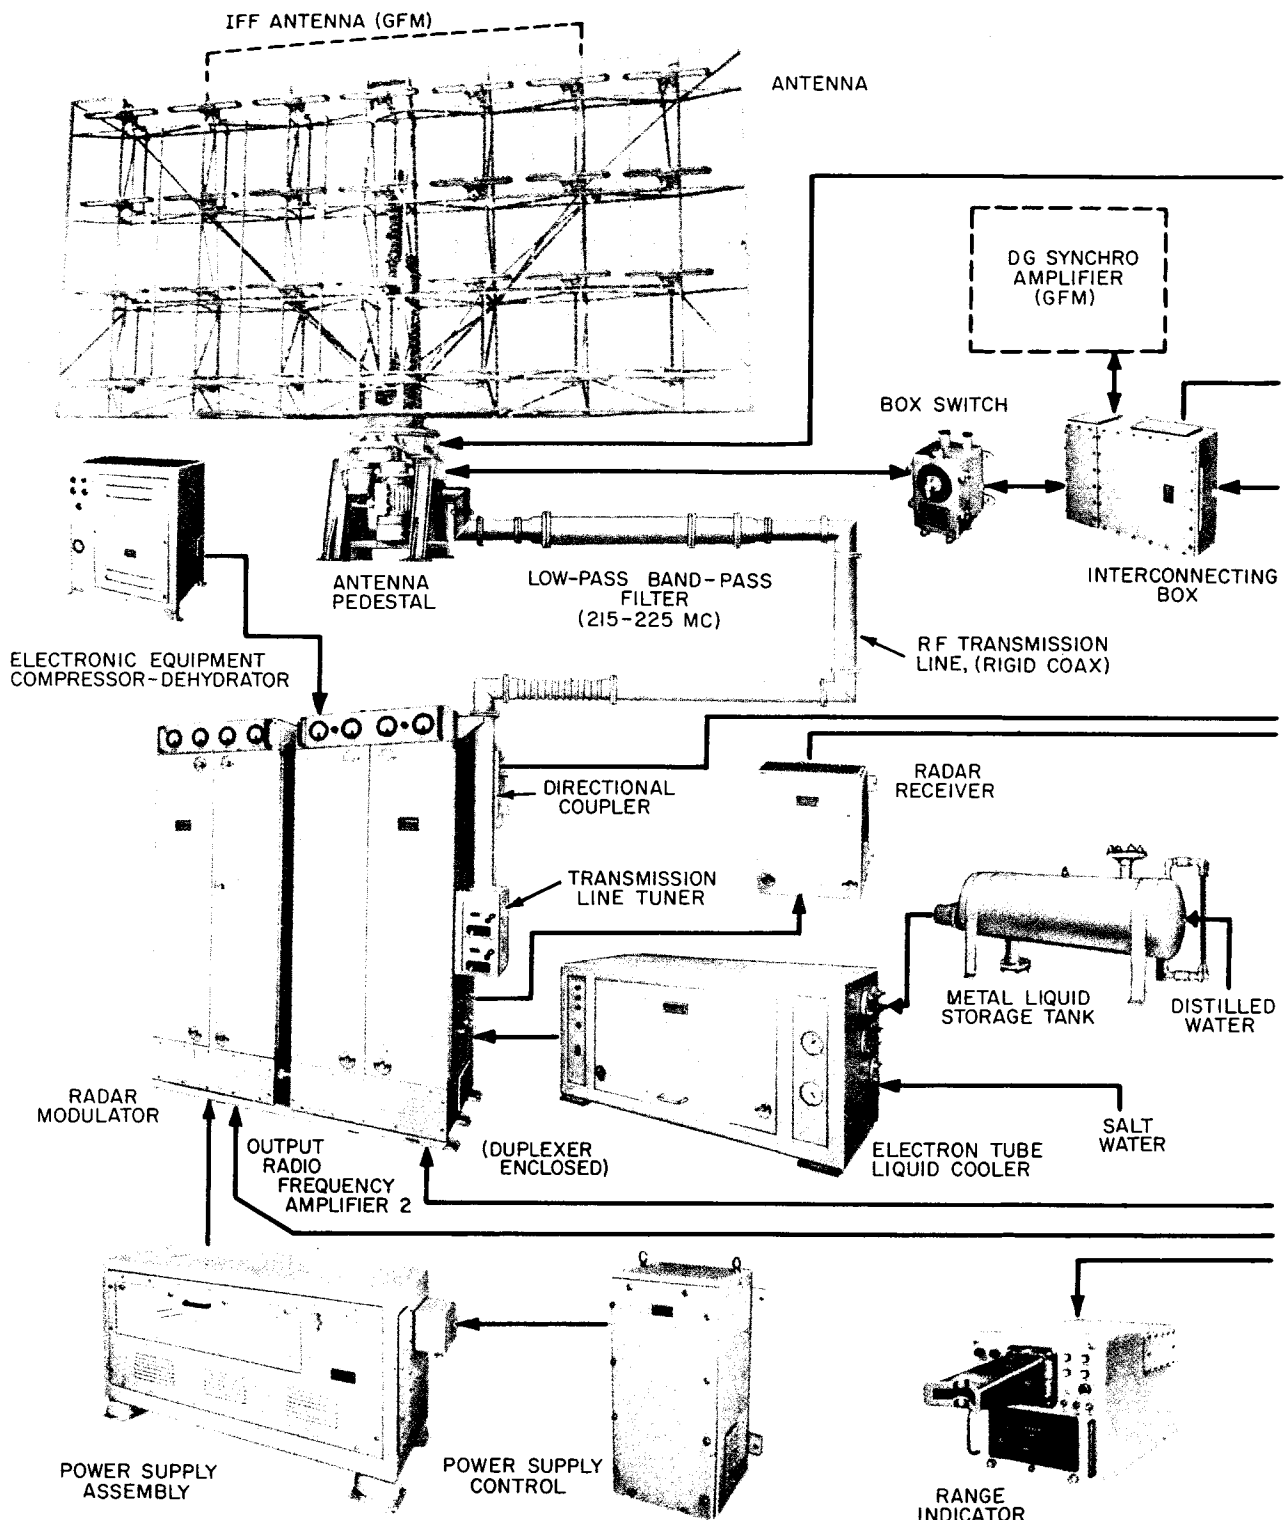 IFF ANTENNA (GFM)
ANTENNA
DG SYNCHRO
AMPLIFIER
(GFM)
BOX SWITCH
ANTENNA
PEDESTAL
LOW-PASS BAND-PASS
FILTER
(215-225 MC)
INTERCONNECTING
BOX
RF TRANSMISSION
LINE, (RIGID COAX)
ELECTRONIC EQUIPMENT
COMPRESSOR-DEHYDRATOR
DIRECTIONAL
COUPLER
RADAR
RECEIVER
TRANSMISSION
LINE TUNER
METAL LIQUID
STORAGE TANK
DISTILLED
WATER
RADAR
MODULATOR
OUTPUT
RADIO
FREQUENCY
AMPLIFIER 2
(DUPLEXER
ENCLOSED)
ELECTRON TUBE
LIQUID COOLER
SALT
WATER
POWER SUPPLY
ASSEMBLY
POWER SUPPLY
CONTROL
RANGE
INDICATOR